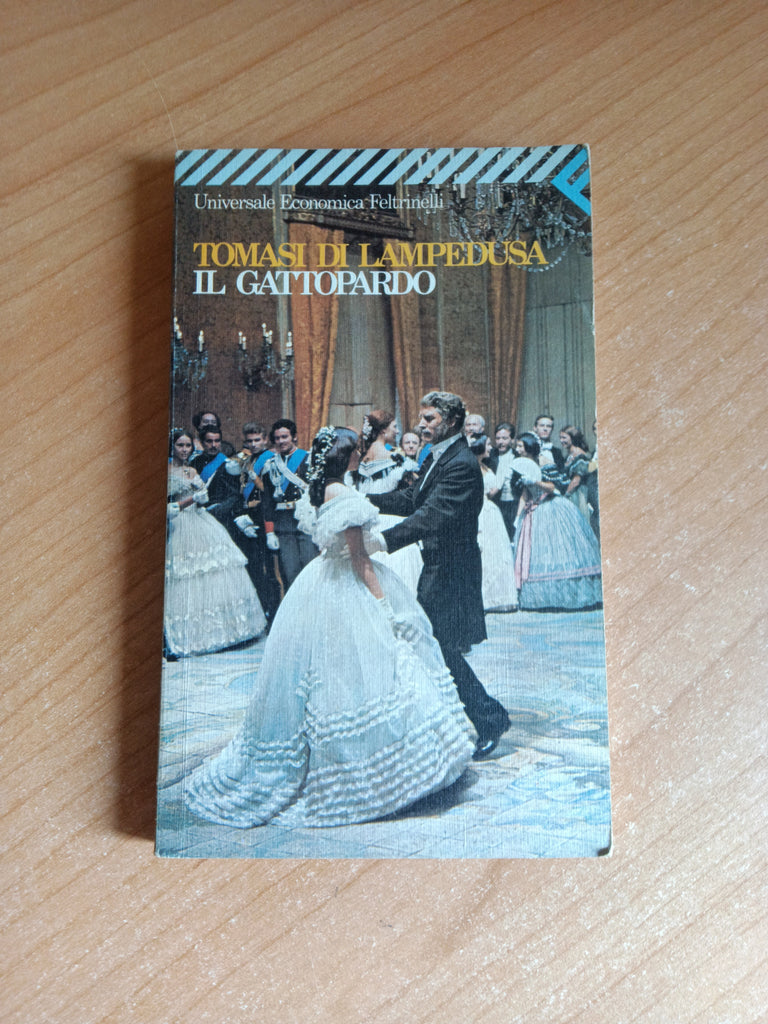 Universale Economica Feltrinelli
TOMASI DI LAMPEDUSA
IL GATTOPARDO